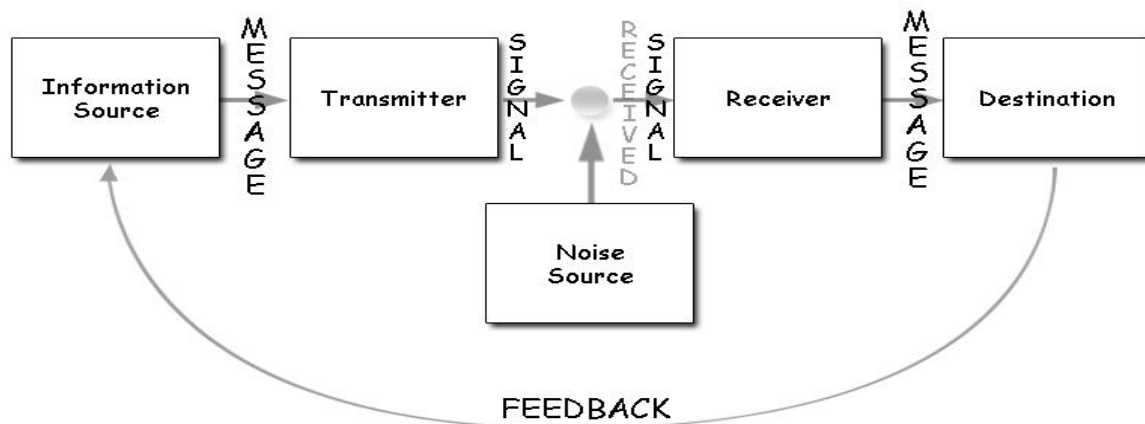 Information
Source
MESSAGE
Transmitter
SIGNAL
RECEIVED
SIGNAL
Receiver
MESSAGE
Destination
Noise
Source
FEEDBACK